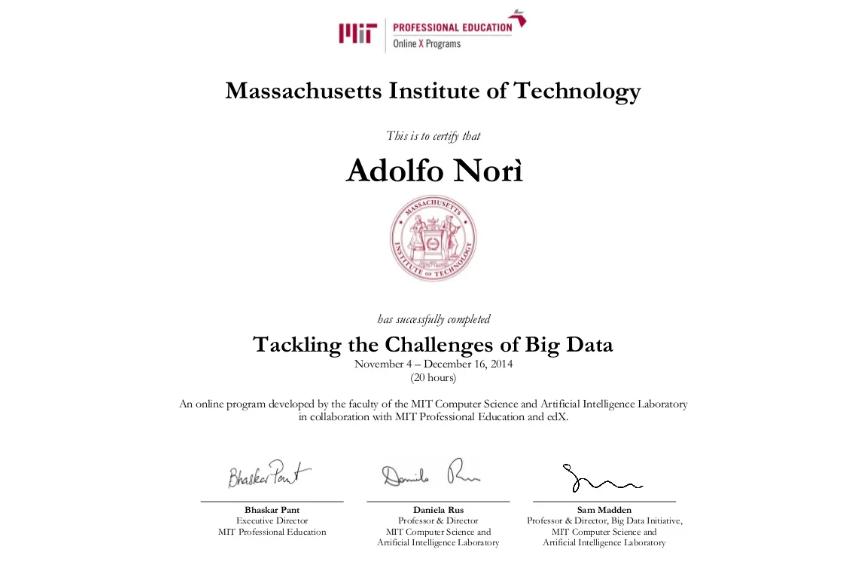 MIT PROFESSIONAL EDUCATION
Online X Programs
Massachusetts Institute of Technology
This is to certify that
Adolfo Norì
MASSACHUSETTS INSTITUTE OF TECHNOLOGY
has successfully completed
Tackling the Challenges of Big Data
November 4 – December 16, 2014
(20 hours)
An online program developed by the faculty of the MIT Computer Science and Artificial Intelligence Laboratory
in collaboration with MIT Professional Education and edX.
Bhaskar Pant
Daniela Rus
Bhaskar Pant
Executive Director
MIT Professional Education
Daniela Rus
Professor & Director
MIT Computer Science and
Artificial Intelligence Laboratory
Sam Madden
Professor & Director, Big Data Initiative,
MIT Computer Science and
Artificial Intelligence Laboratory